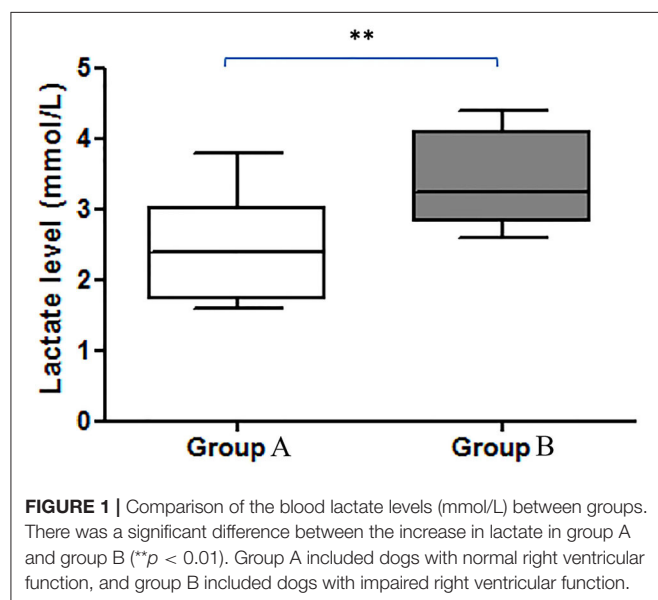 **
Lactate level (mmol/L)
5
4
3
2
1
0
Group A
Group B
FIGURE 1 | Comparison of the blood lactate levels (mmol/L) between groups.
There was a significant difference between the increase in lactate in group A
and group B (**p < 0.01). Group A included dogs with normal right ventricular
function, and group B included dogs with impaired right ventricular function.